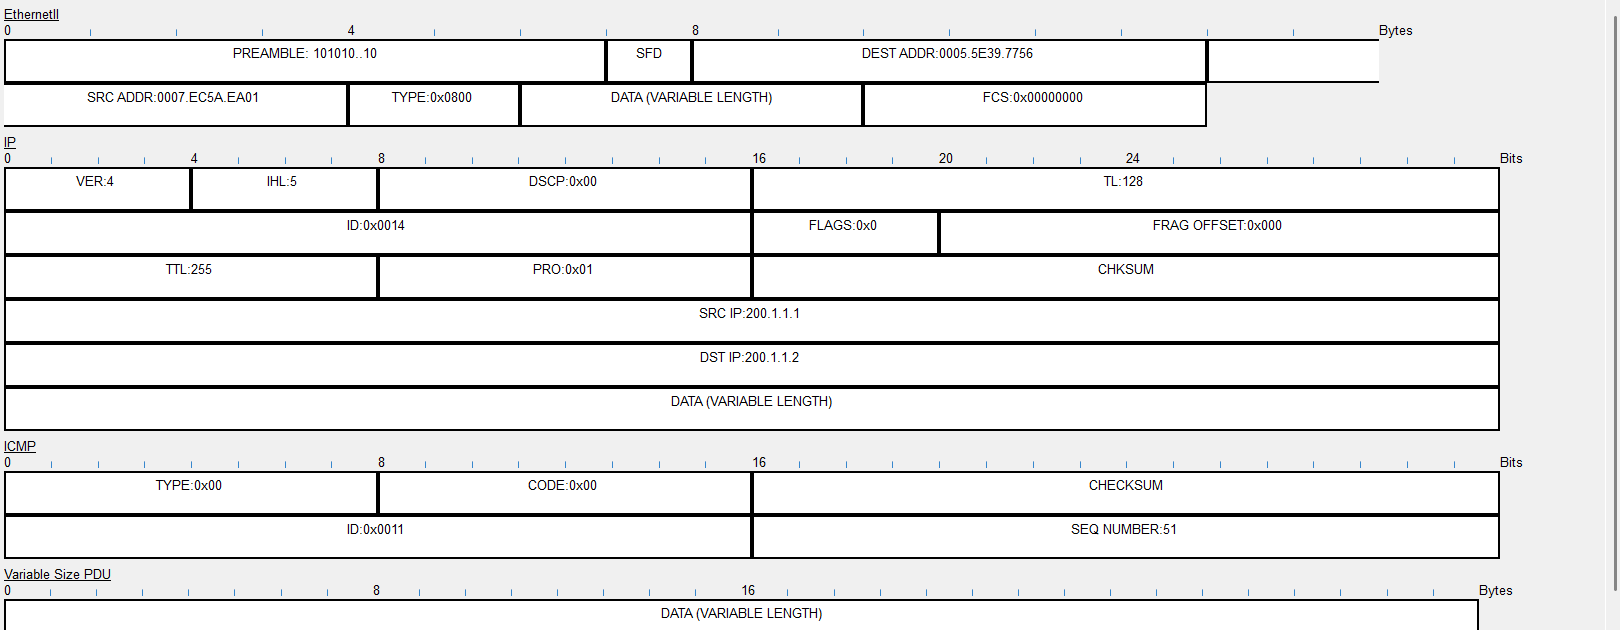 EthernetII
0 4 8 Bytes
PREAMBLE: 101010..10 SFD DEST ADDR:0005.5E39.7756
SRC ADDR:0007.EC5A.EA01 TYPE:0x0800 DATA (VARIABLE LENGTH) FCS:0x00000000
IP
0 4 8 16 20 24 Bits
VER:4 IHL:5 DSCP:0x00 TL:128
ID:0x0014 FLAGS:0x0 FRAG OFFSET:0x000
TTL:255 PRO:0x01 CHKSUM
SRC IP:200.1.1.1
DST IP:200.1.1.2
DATA (VARIABLE LENGTH)
ICMP
0 8 16 Bits
TYPE:0x00 CODE:0x00 CHECKSUM
ID:0x0011 SEQ NUMBER:51
Variable Size PDU
0 8 16 Bytes
DATA (VARIABLE LENGTH)